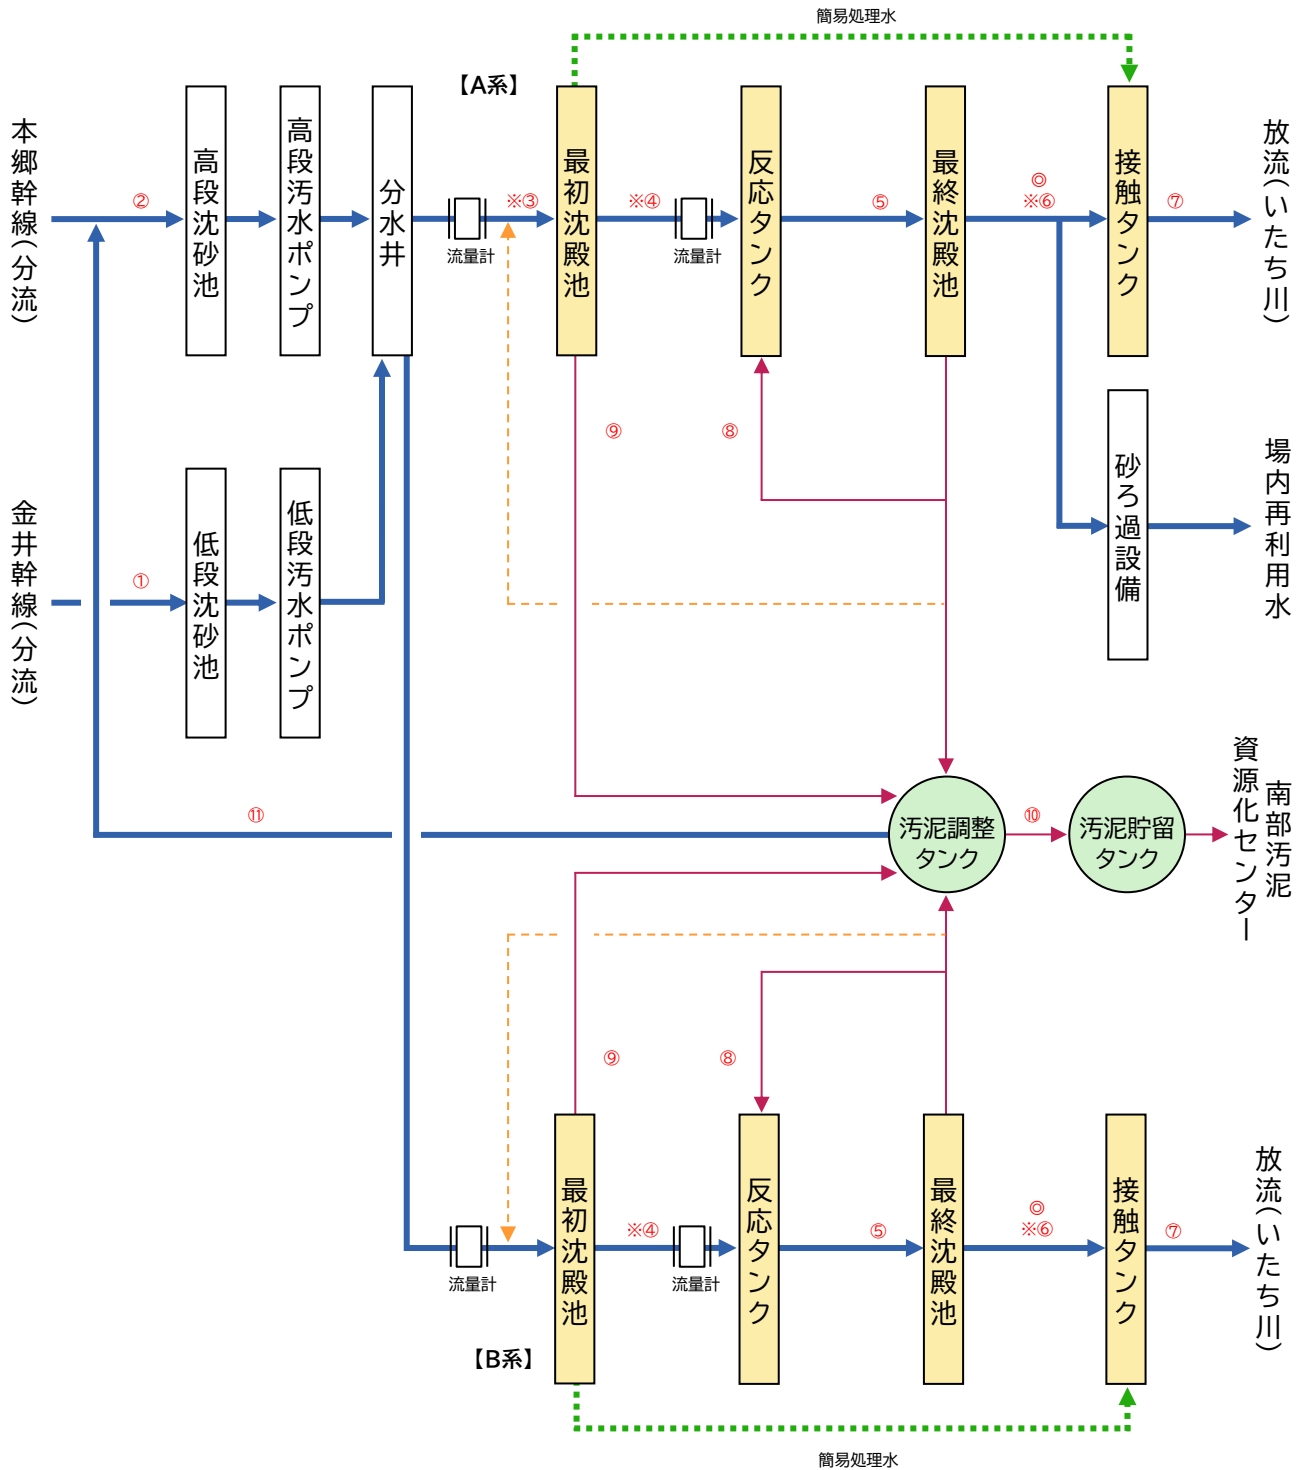 簡易処理水
【A系】
本郷幹線(分流)
②
高段沈砂池
高段汚水ポンプ
分水井
流量計
※③
最初沈殿池
※④
流量計
反応タンク
⑤
最終沈殿池
◎
※⑥
接触タンク
⑦
放流(いたち川)
⑨
⑧
砂ろ過設備
場内再利用水
金井幹線(分流)
①
低段沈砂池
低段汚水ポンプ
⑪
汚泥調整
タンク
⑩
汚泥貯留
タンク
南部汚泥
資源化センター
⑨
⑧
流量計
最初沈殿池
※④
流量計
反応タンク
⑤
最終沈殿池
◎
※⑥
接触タンク
⑦
放流(いたち川)
【B系】
簡易処理水